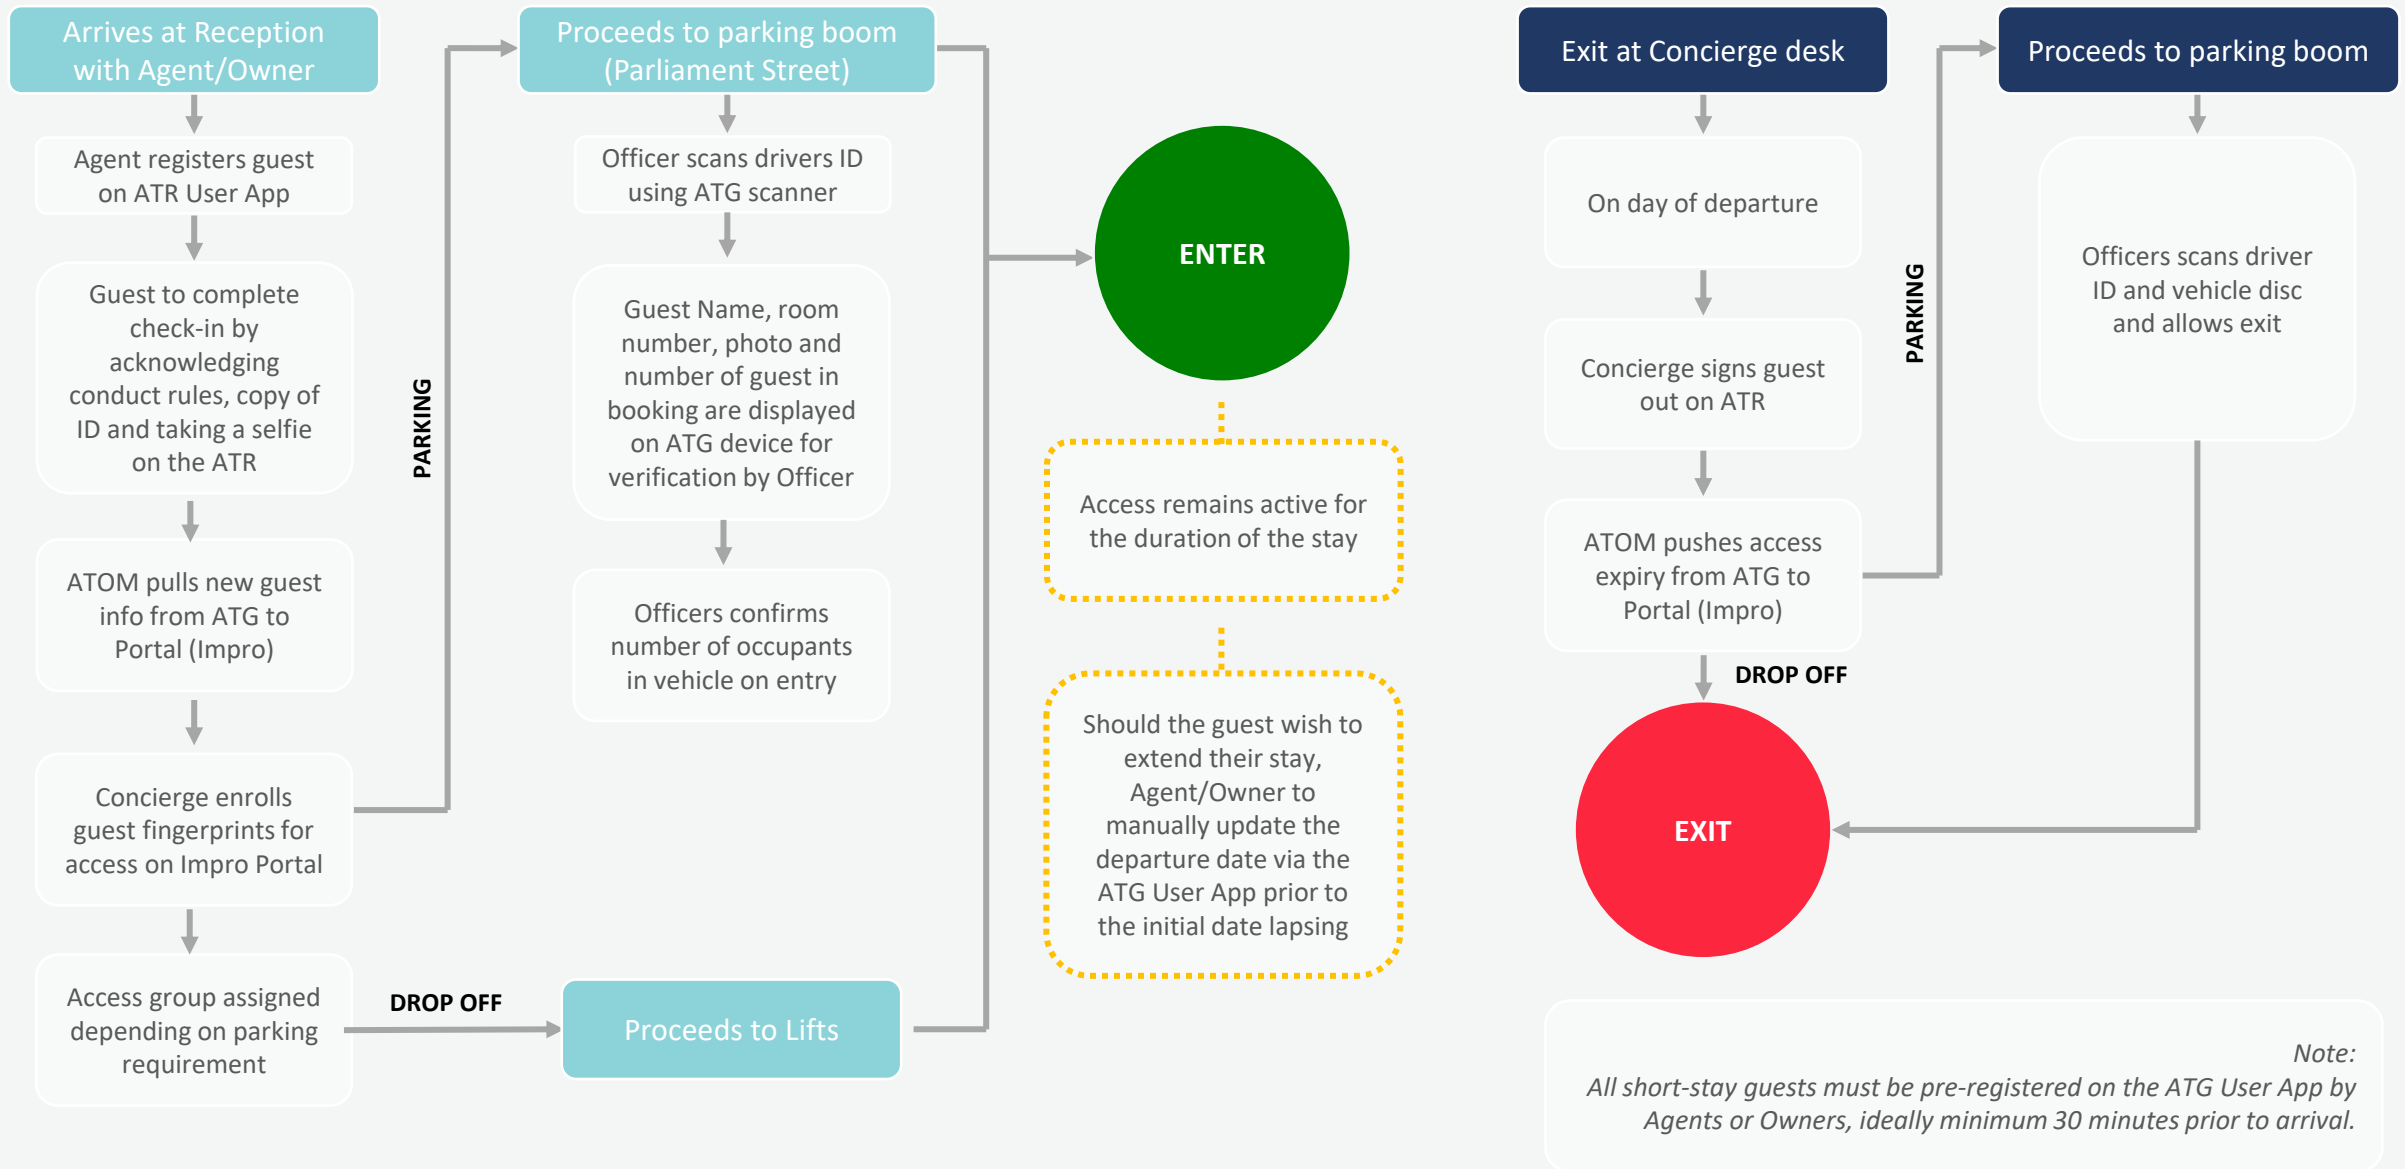 Arrives at Reception
with Agent/Owner
Agent registers guest
on ATR User App
Guest to complete
check-in by
acknowledging
conduct rules, copy of
ID and taking a selfie
on the ATR
ATOM pulls new guest
info from ATG to
Portal (Impro)
Concierge enrolls
guest fingerprints for
access on Impro Portal
Access group assigned
depending on parking
requirement
PARKING
DROP OFF
Proceeds to parking boom
(Parliament Street)
Officer scans drivers ID
using ATG scanner
Guest Name, room
number, photo and
number of guest in
booking are displayed
on ATG device for
verification by Officer
Officers confirms
number of occupants
in vehicle on entry
Proceeds to Lifts
ENTER
Access remains active for
the duration of the stay
Should the guest wish to
extend their stay,
Agent/Owner to
manually update the
departure date via the
ATG User App prior to
the initial date lapsing
Exit at Concierge desk
On day of departure
Concierge signs guest
out on ATR
ATOM pushes access
expiry from ATG to
Portal (Impro)
DROP OFF
EXIT
PARKING
Proceeds to parking boom
Officers scans driver
ID and vehicle disc
and allows exit
Note:
All short-stay guests must be pre-registered on the ATG User App by
Agents or Owners, ideally minimum 30 minutes prior to arrival.